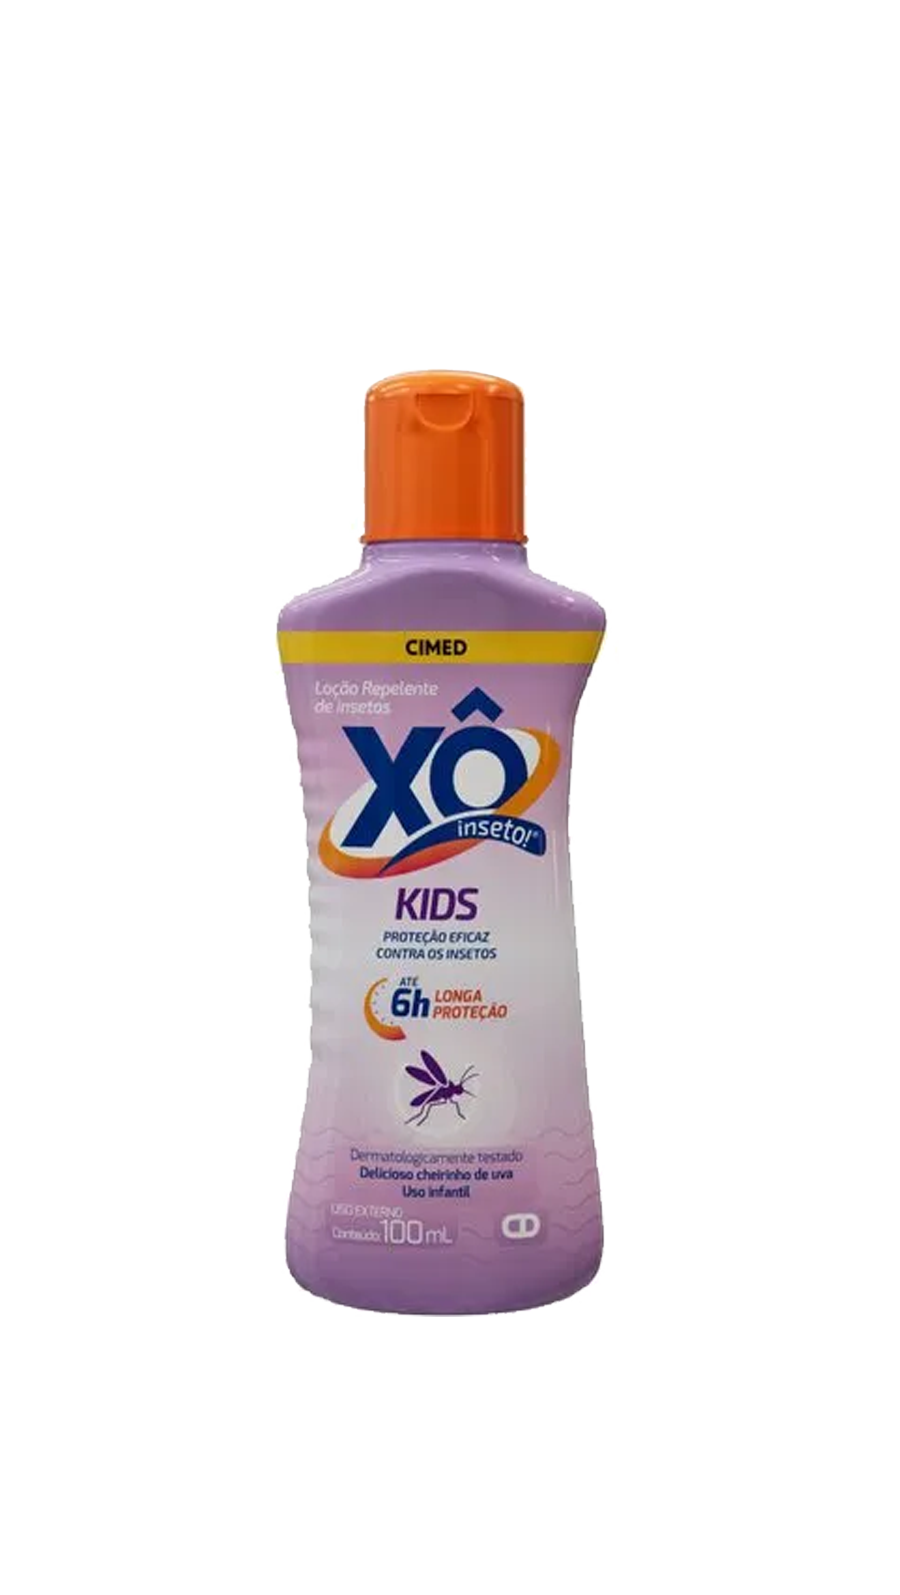 CIMED
Loção Repelente
de insetos
XÔ
inseto!®
KIDS
PROTEÇÃO EFICAZ
CONTRA OS INSETOS
ATÉ
6h LONGA
PROTEÇÃO
Dermatologicamente testado
Delicioso cheirinho de uva
Uso infantil
USO EXTERNO
Conteúdo: 100 mL